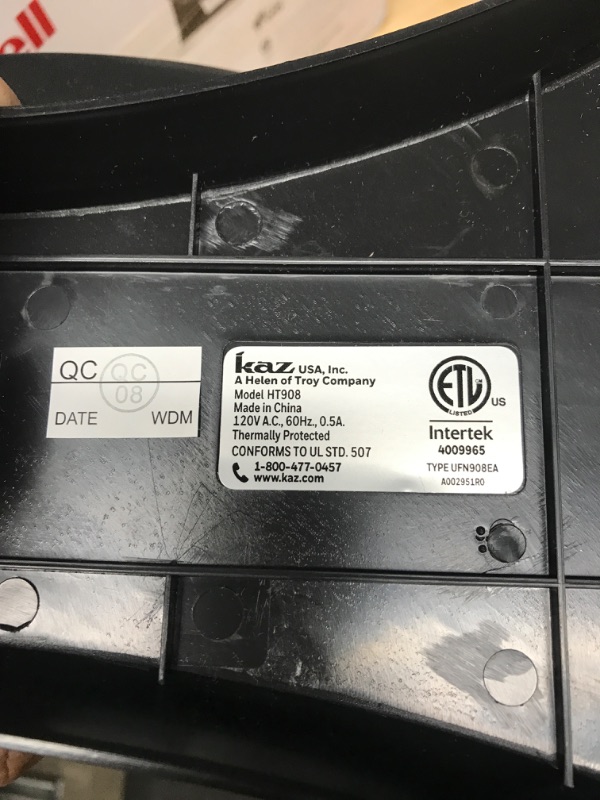 ell
QC
QC
08
DATE WDM
kaz USA, Inc.
A Helen of Troy Company
Model HT908
Made in China
120V A.C., 60Hz., 0.5A.
Thermally Protected
CONFORMS TO UL STD. 507
1-800-477-0457
www.kaz.com
ETL
LISTED
US
Intertek
4009965
TYPE UFN908EA
A002951R0